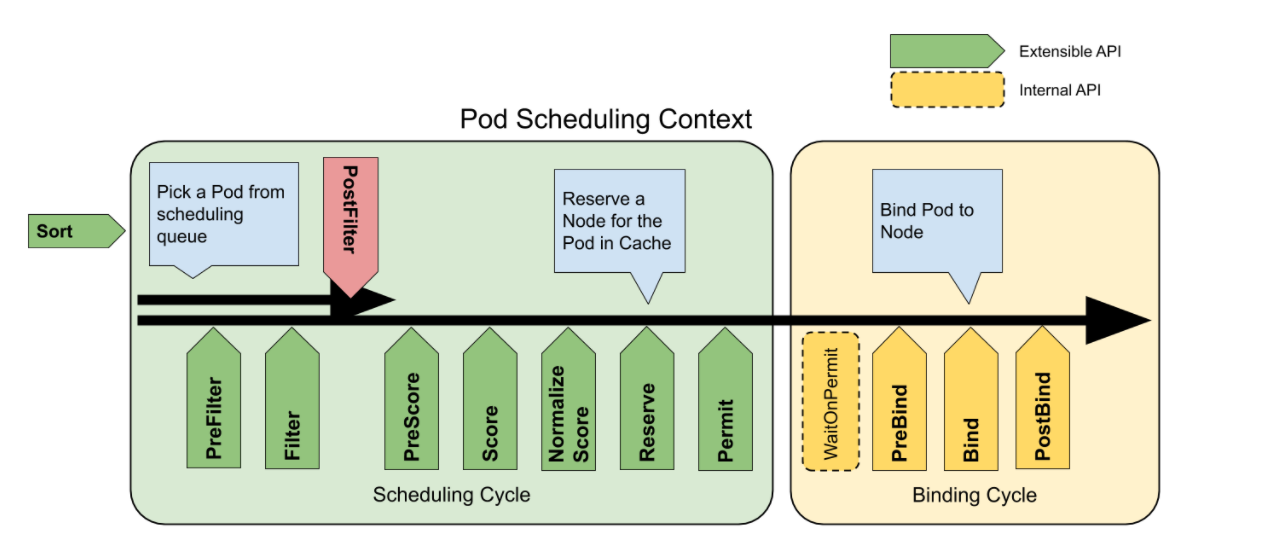 Extensible API
Internal API
Pod Scheduling Context
Sort
Pick a Pod from
scheduling
queue
PostFilter
Reserve a
Node for the
Pod in Cache
Bind Pod to
Node
PreFilter
Filter
PreScore
Score
Normalize
Score
Reserve
Permit
WaitOnPermit
PreBind
Bind
PostBind
Scheduling Cycle
Binding Cycle